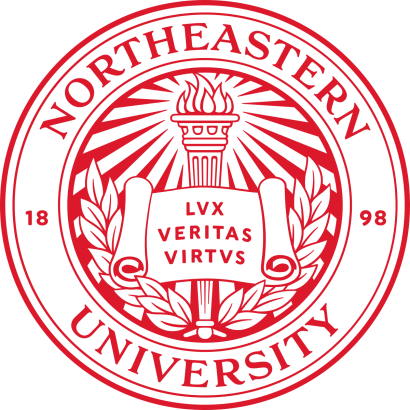 NORTHEASTERN
18 98
LVX
VERITAS
VIRTVS
UNIVERSITY